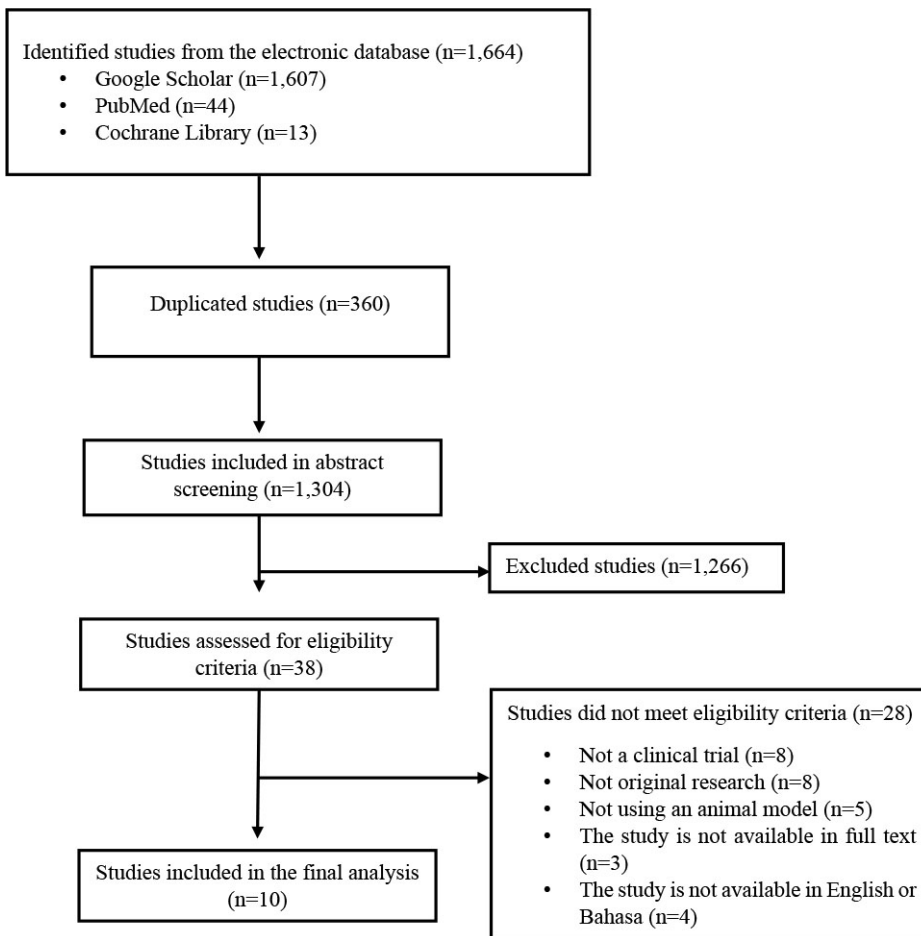 Identified studies from the electronic database (n=1,664)
• Google Scholar (n=1,607)
• PubMed (n=44)
• Cochrane Library (n=13)
Duplicated studies (n=360)
Studies included in abstract
screening (n=1,304)
Excluded studies (n=1,266)
Studies assessed for eligibility
criteria (n=38)
Studies did not meet eligibility criteria (n=28)
• Not a clinical trial (n=8)
• Not original research (n=8)
• Not using an animal model (n=5)
• The study is not available in full text
(n=3)
• The study is not available in English or
Bahasa (n=4)
Studies included in the final analysis
(n=10)